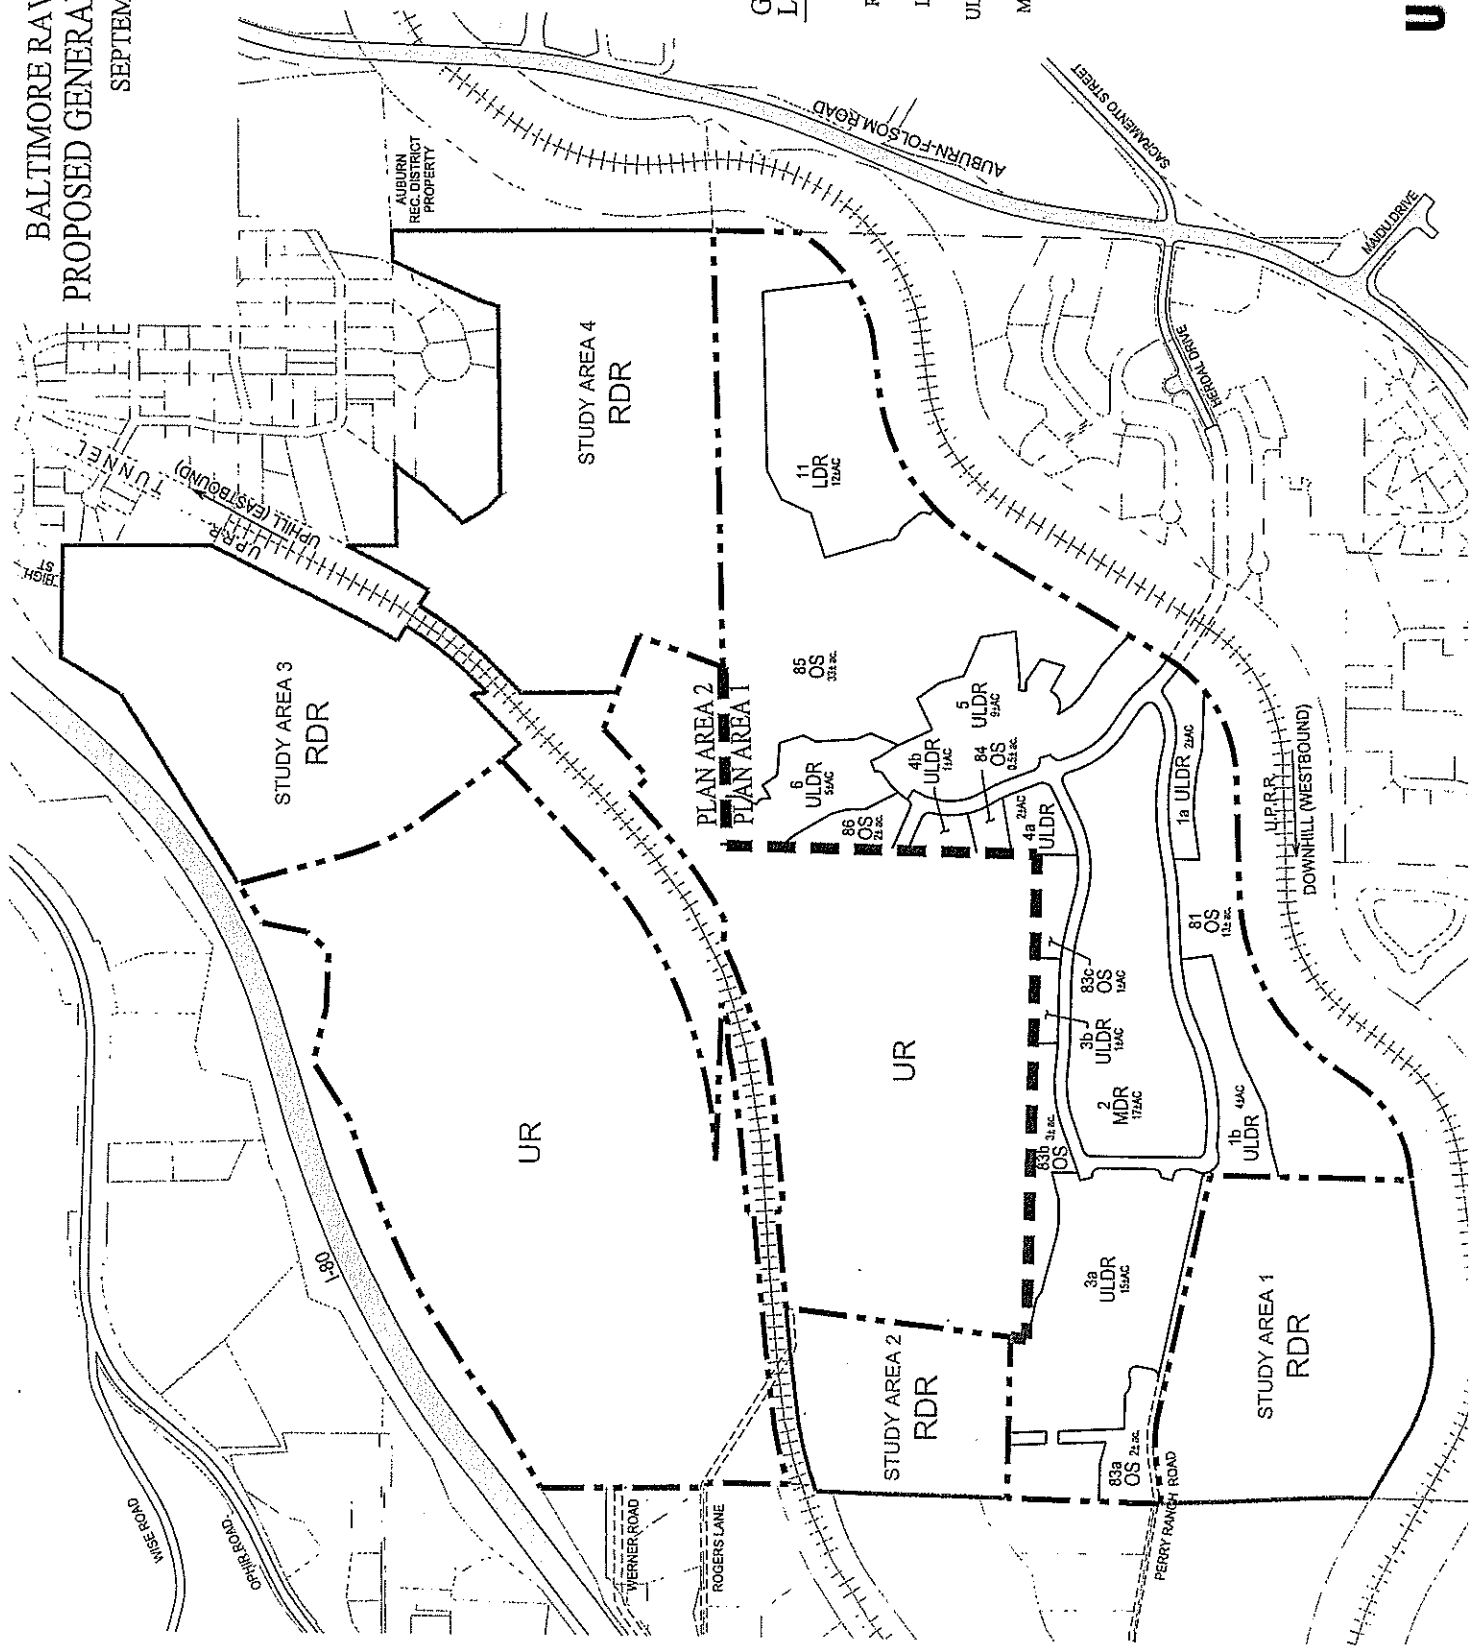 BALTIMORE RAV
PROPOSED GENERA
SEPTEM
G
L
F
L
UL
M
U
AUBURN
REC. DISTRICT
PROPERTY
AUBURN-FOLSOM ROAD
SACRAMENTO STREET
MAIDU DRIVE
HERDAL DRIVE
TUNNEL
UPHILL (EASTBOUND)
U.P.R.R.
HIGH
ST
STUDY AREA 4
RDR
STUDY AREA 3
RDR
11
LDR
12±AC
85
OS
33± ac.
PLAN AREA 2
PLAN AREA 1
6
ULDR
5±AC
86
OS
2± ac.
4b
ULDR
1±AC
84
OS
0.5± ac.
5
ULDR
9±AC
2±AC
4a
ULDR
1a ULDR 2±AC
U.P.R.R.
DOWNHILL (WESTBOUND)
81
OS
13± ac.
83c
OS
1±AC
3b
ULDR
1±AC
2
MDR
17±AC
83b 3± ac.
OS
1b 4±AC
ULDR
UR
UR
I-80
3a
ULDR
15±AC
STUDY AREA 2
RDR
STUDY AREA 1
RDR
83a
OS 2± ac.
PERRY RANCH ROAD
WISE ROAD
OPHIR ROAD
WERNER ROAD
ROGERS LANE